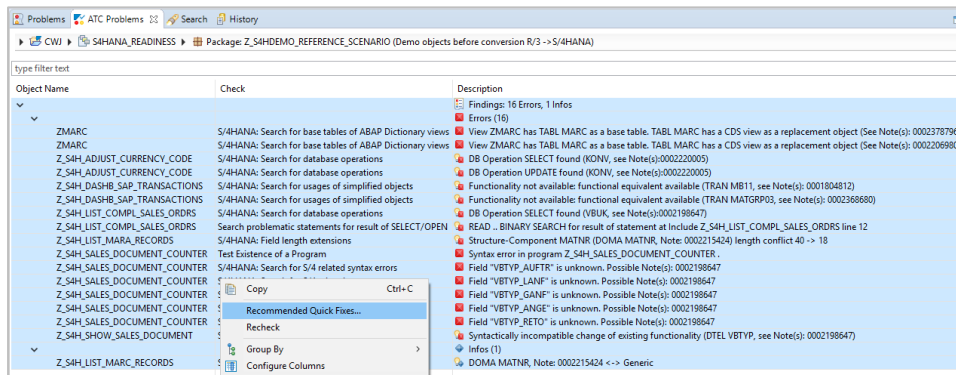 Problems ATC Problems Search History
CWJ S4HANA_READINESS Package: Z_S4HDEMO_REFERENCE_SCENARIO (Demo objects before conversion R/3 ->S/4HANA)
type filter text
Object Name Check Description
Findings: 16 Errors, 1 Infos
Errors (16)
ZMARC S/4HANA: Search for base tables of ABAP Dictionary views View ZMARC has TABL MARC as a base table. TABL MARC has a CDS view as a replacement object (See Note(s): 0002378796
ZMARC S/4HANA: Search for base tables of ABAP Dictionary views View ZMARC has TABL MARC as a base table. TABL MARC has a CDS view as a replacement object (See Note(s): 0002206980
Z_S4H_ADJUST_CURRENCY_CODE S/4HANA: Search for database operations DB Operation SELECT found (KONV, see Note(s):0002220005)
Z_S4H_ADJUST_CURRENCY_CODE S/4HANA: Search for database operations DB Operation UPDATE found (KONV, see Note(s):0002220005)
Z_S4H_DASHB_SAP_TRANSACTIONS S/4HANA: Search for usages of simplified objects Functionality not available: functional equivalent available (TRAN MB11, see Note(s): 0001804812)
Z_S4H_DASHB_SAP_TRANSACTIONS S/4HANA: Search for usages of simplified objects Functionality not available: functional equivalent available (TRAN MATGRP03, see Note(s): 0002368680)
Z_S4H_LIST_COMPL_SALES_ORDRS S/4HANA: Search for database operations DB Operation SELECT found (VBUK, see Note(s):0002198647)
Z_S4H_LIST_COMPL_SALES_ORDRS Search problematic statements for result of SELECT/OPEN READ .. BINARY SEARCH for result of statement at Include Z_S4H_LIST_COMPL_SALES_ORDRS line 12
Z_S4H_LIST_MARA_RECORDS S/4HANA: Field length extensions Structure-Component MATNR (DOMA MATNR, Note: 0002215424) length conflict 40 -> 18
Z_S4H_SALES_DOCUMENT_COUNTER Test Existence of a Program Syntax error in program Z_S4H_SALES_DOCUMENT_COUNTER .
Z_S4H_SALES_DOCUMENT_COUNTER S/4HANA: Search for S/4 related syntax errors Field "VBTYP_AUFTR" is unknown. Possible Note(s): 0002198647
Z_S4H_SALES_DOCUMENT_COUNTER Copy Ctrl+C Field "VBTYP_LANF" is unknown. Possible Note(s): 0002198647
Z_S4H_SALES_DOCUMENT_COUNTER Recommended Quick Fixes... Field "VBTYP_GANF" is unknown. Possible Note(s): 0002198647
Z_S4H_SALES_DOCUMENT_COUNTER Field "VBTYP_ANGE" is unknown. Possible Note(s): 0002198647
Z_S4H_SALES_DOCUMENT_COUNTER Recheck Field "VBTYP_RETO" is unknown. Possible Note(s): 0002198647
Z_S4H_SHOW_SALES_DOCUMENT Syntactically incompatible change of existing functionality (DTEL VBTYP, see Note(s):0002198647)
Group By Infos (1)
Z_S4H_LIST_MARC_RECORDS Configure Columns DOMA MATNR, Note: 0002215424 <-> Generic